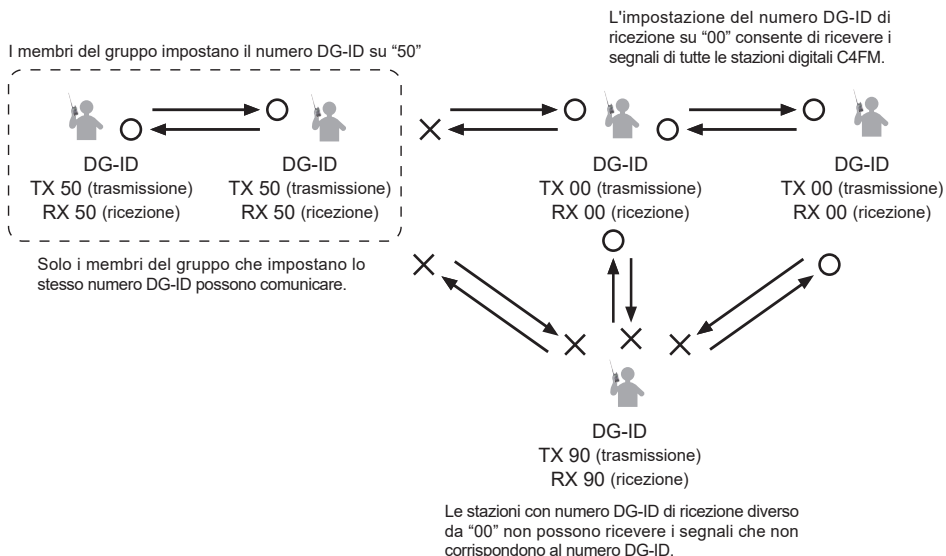 L'impostazione del numero DG-ID di
ricezione su “00” consente di ricevere i
segnali di tutte le stazioni digitali C4FM.
I membri del gruppo impostano il numero DG-ID su “50”
DG-ID
TX 50 (trasmissione)
RX 50 (ricezione)
DG-ID
TX 50 (trasmissione)
RX 50 (ricezione)
DG-ID
TX 00 (trasmissione)
RX 00 (ricezione)
DG-ID
TX 00 (trasmissione)
RX 00 (ricezione)
Solo i membri del gruppo che impostano lo
stesso numero DG-ID possono comunicare.
DG-ID
TX 90 (trasmissione)
RX 90 (ricezione)
Le stazioni con numero DG-ID di ricezione diverso
da “00” non possono ricevere i segnali che non
corrispondono al numero DG-ID.